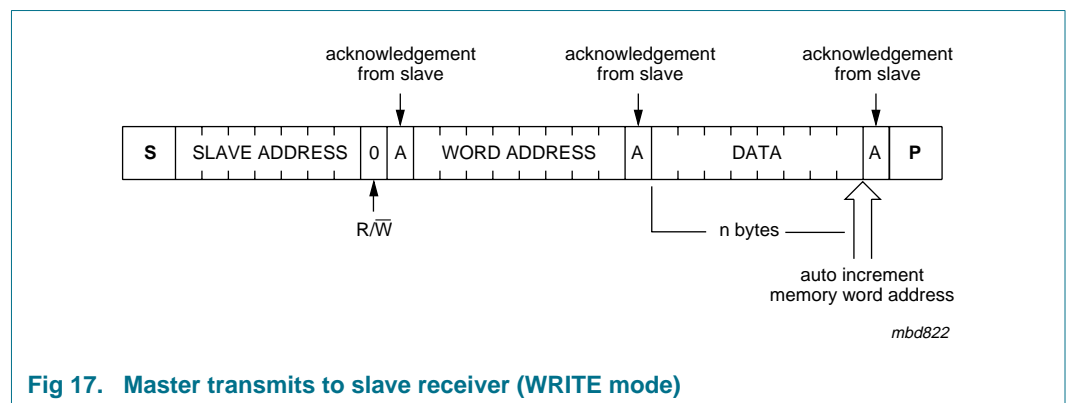 acknowledgement
from slave
acknowledgement
from slave
acknowledgement
from slave
S SLAVE ADDRESS 0 A WORD ADDRESS A DATA A P
R/W̅
n bytes
auto increment
memory word address
mbd822
Fig 17. Master transmits to slave receiver (WRITE mode)